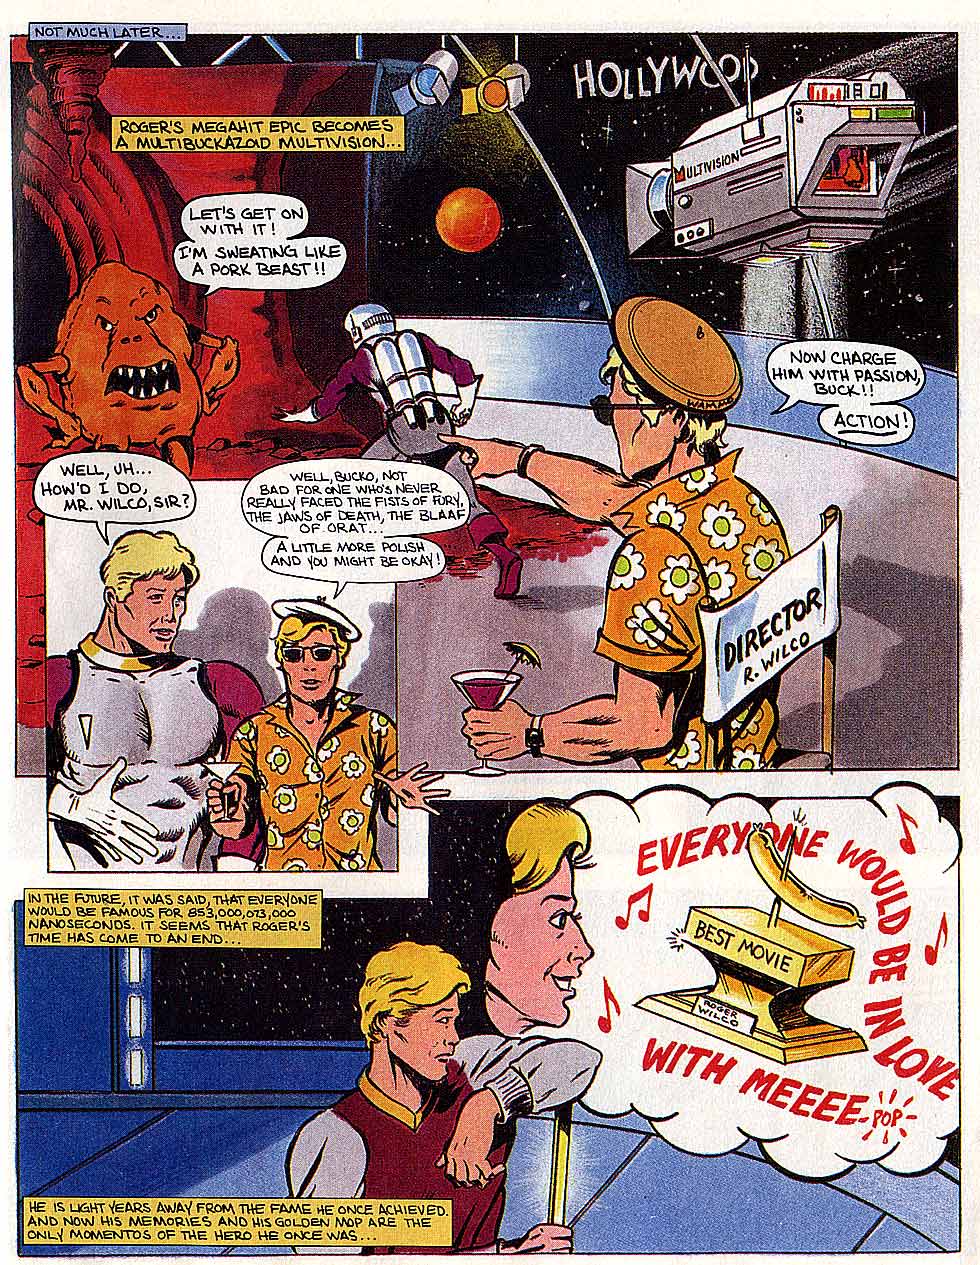 NOT MUCH LATER...
ROGER'S MEGAHIT EPIC BECOMES
A MULTIBUCKAZOID MULTIVISION...
HOLLYWOOD
MULTIVISION
LET'S GET ON
WITH IT!
I'M SWEATING LIKE
A PORK BEAST!!
NOW CHARGE
HIM WITH PASSION,
BUCK!!
ACTION!
DIRECTOR
R. WILCO
WELL, UH...
HOW'D I DO,
MR. WILCO, SIR?
WELL, BUCKO, NOT
BAD FOR ONE WHO'S NEVER
REALLY FACED THE FISTS OF FURY,
THE JAWS OF DEATH, THE BLAAF
OF ORAT...
A LITTLE MORE POLISH
AND YOU MIGHT BE OKAY!
IN THE FUTURE, IT WAS SAID, THAT EVERYONE
WOULD BE FAMOUS FOR 853,000,073,000
NANOSECONDS. IT SEEMS THAT ROGER'S
TIME HAS COME TO AN END...
EVERYONE WOULD BE IN LOVE
WITH MEEEE-
POP
BEST MOVIE
ROGER
WILCO
HE IS LIGHT YEARS AWAY FROM THE FAME HE ONCE ACHIEVED.
AND NOW HIS MEMORIES AND HIS GOLDEN MOP ARE THE
ONLY MOMENTOS OF THE HERO HE ONCE WAS...